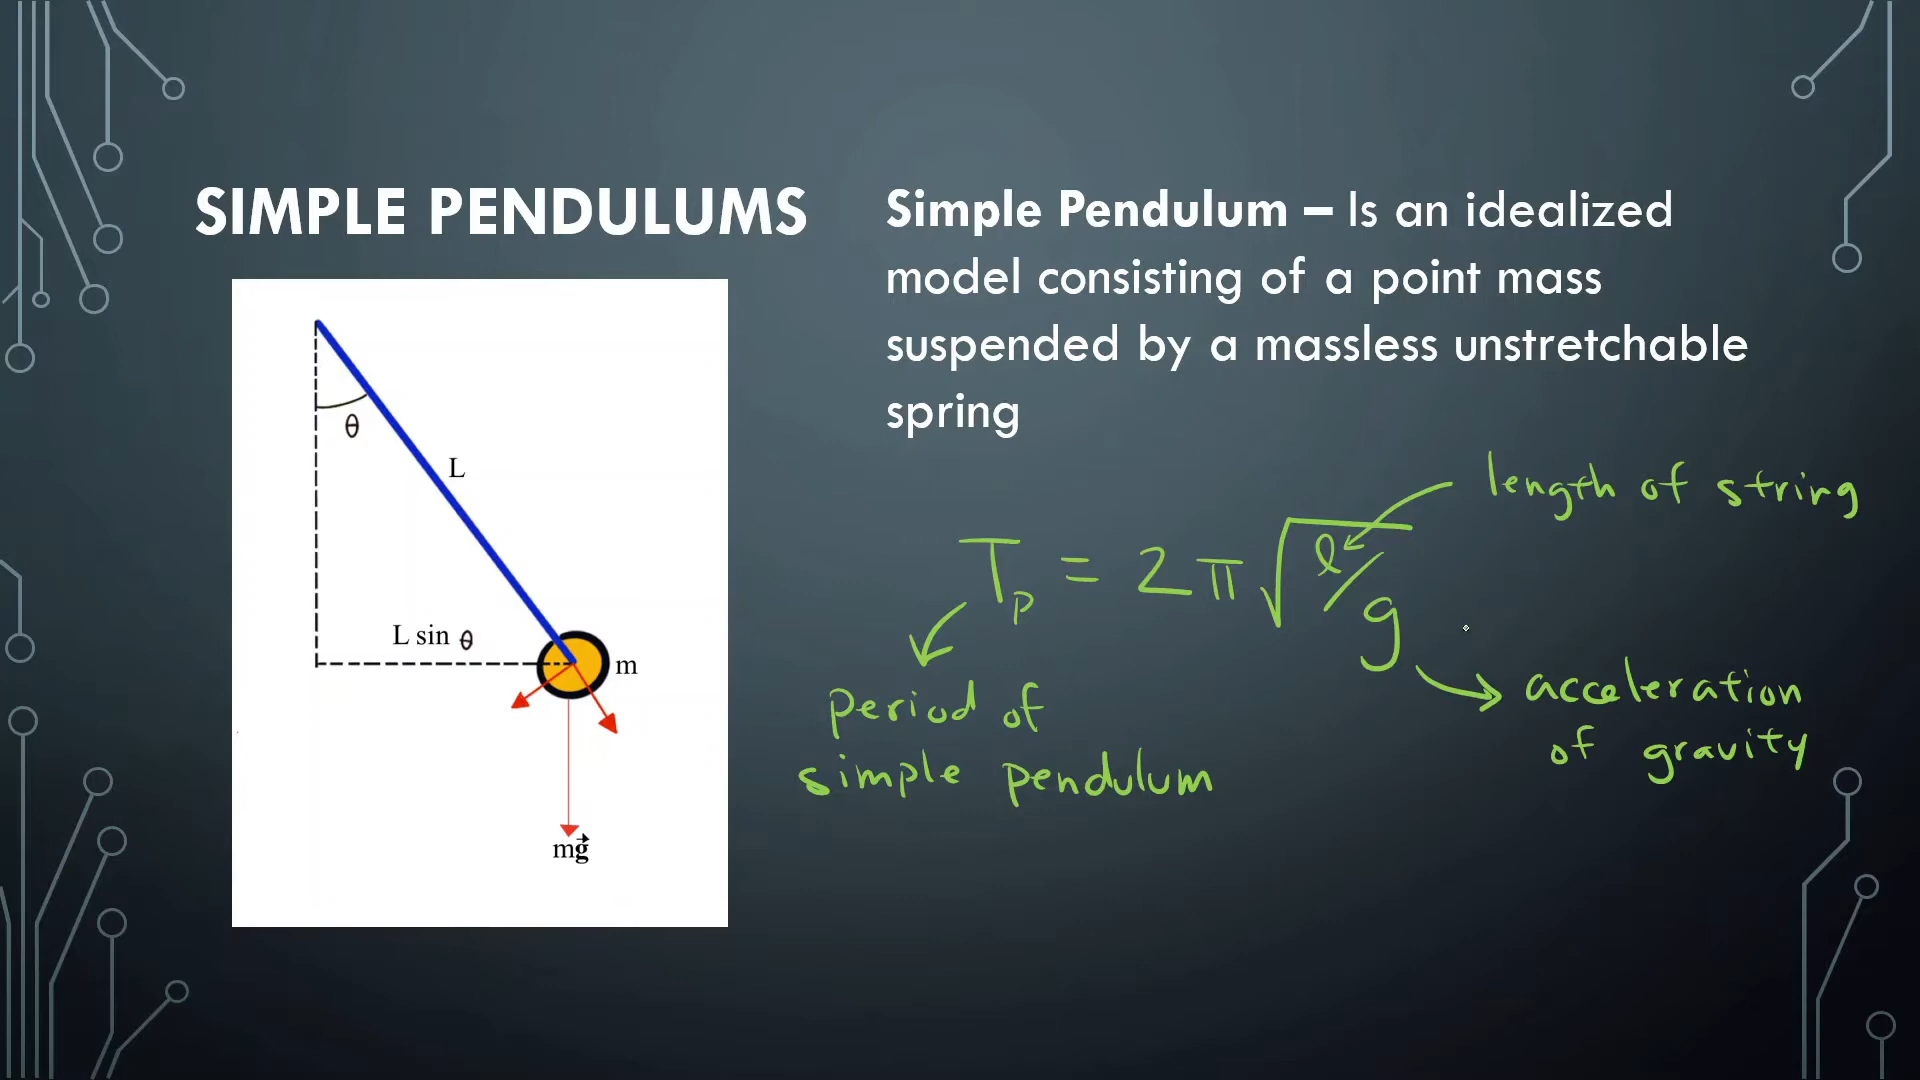 SIMPLE PENDULUMS
Simple Pendulum – Is an idealized
model consisting of a point mass
suspended by a massless unstretchable
spring
θ
L
L sin θ
m
mg⃗
length of string
Tp = 2π√l/g
period of
simple pendulum
acceleration
of gravity